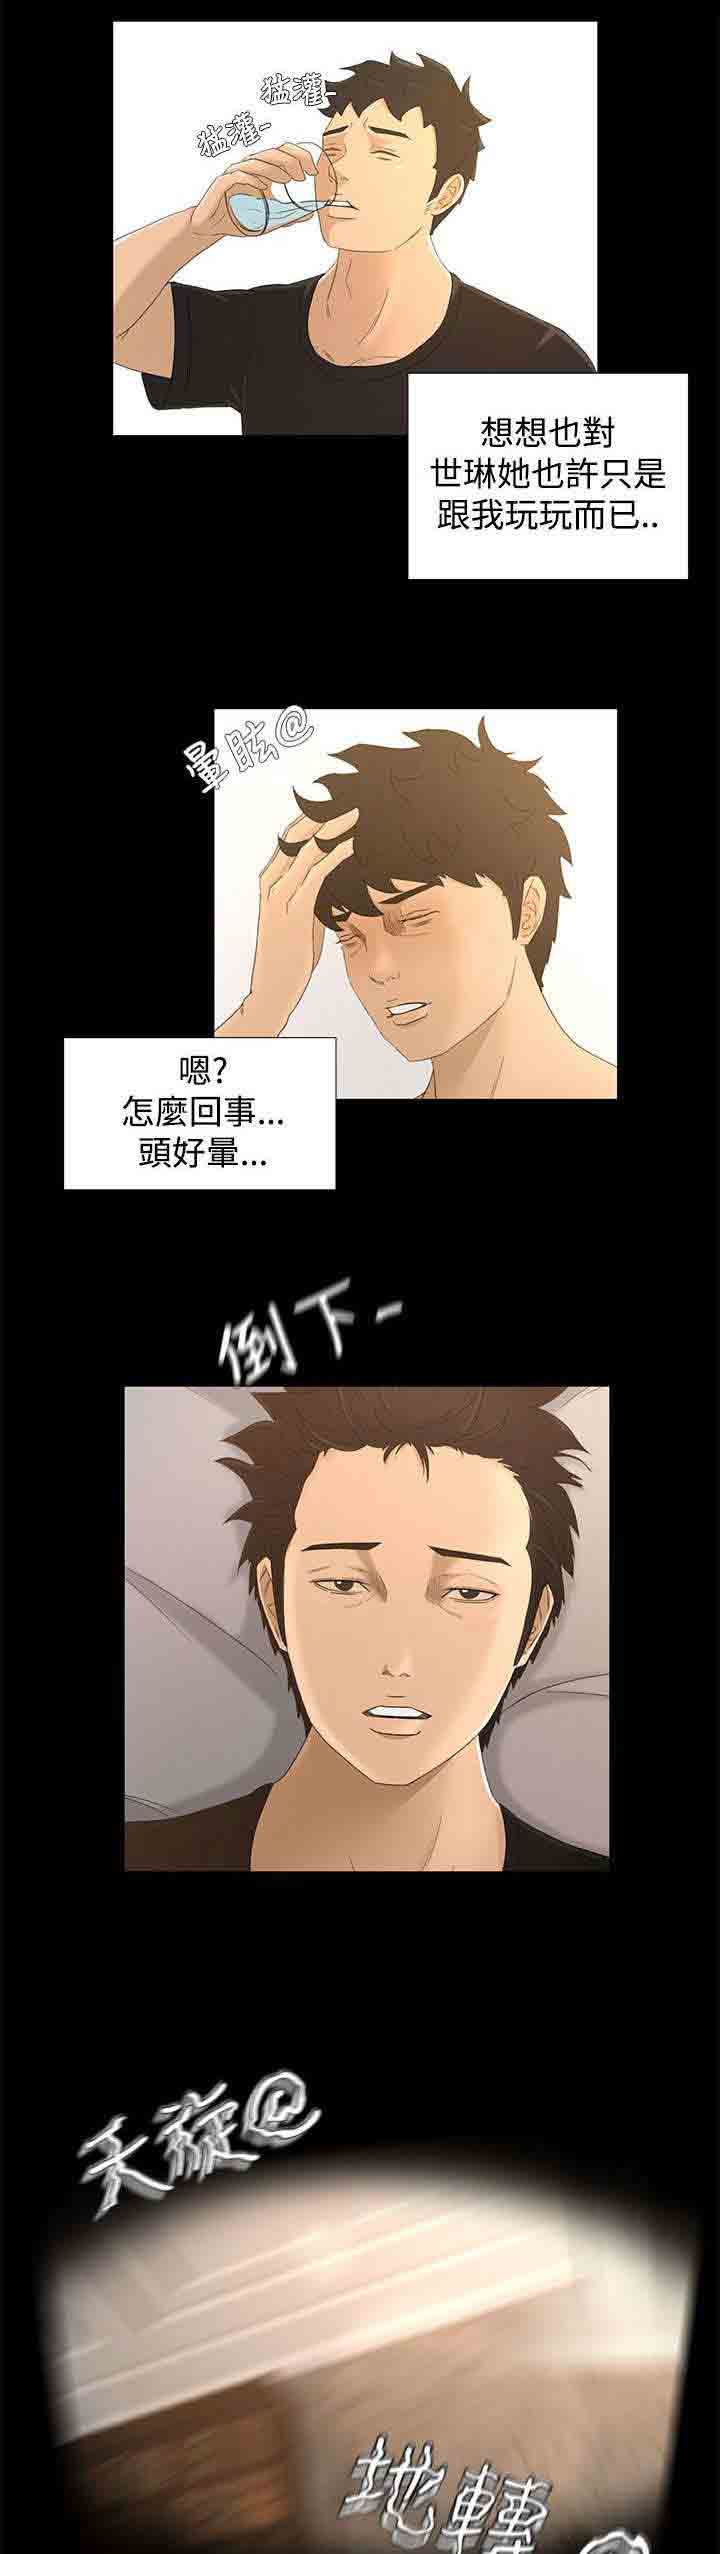 猛灌-
猛灌-
想想也對
世琳她也許只是
跟我玩玩而已..
暈眩@
嗯?
怎麼回事...
頭好暈...
倒下-
天旋@
地轉